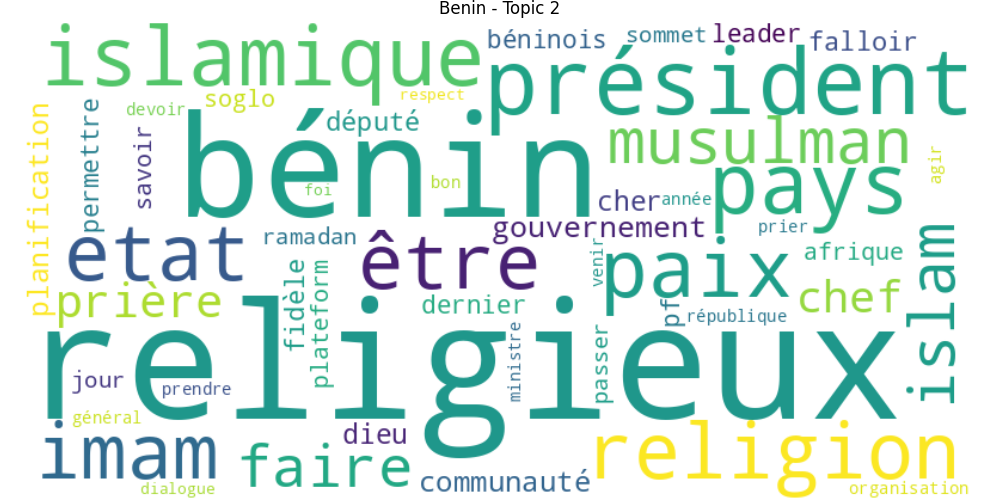 Benin - Topic 2
islamique
béninois
sommet
leader
falloir
président
planification
permettre
devoir
soglo
respect
savoir
bénin
député
musulman
agir
foi
bon
cher
année
pays
etat
ramadan
être
gouvernement
prier
venir
paix
afrique
islam
prière
fidèle
plateform
dernier
pf
république
chef
religieux
jour
prendre
ministre
passer
général
imam
faire
dieu
communauté
religion
dialogue
organisation